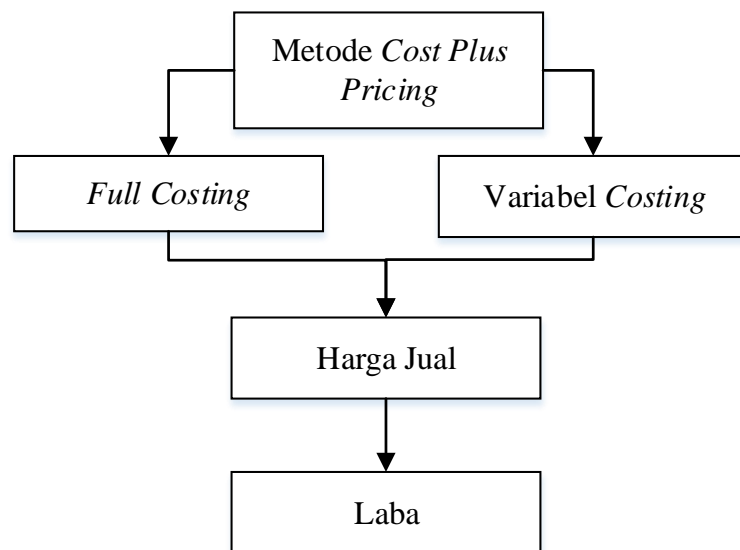 Metode Cost Plus
Pricing
Full Costing
Variabel Costing
Harga Jual
Laba